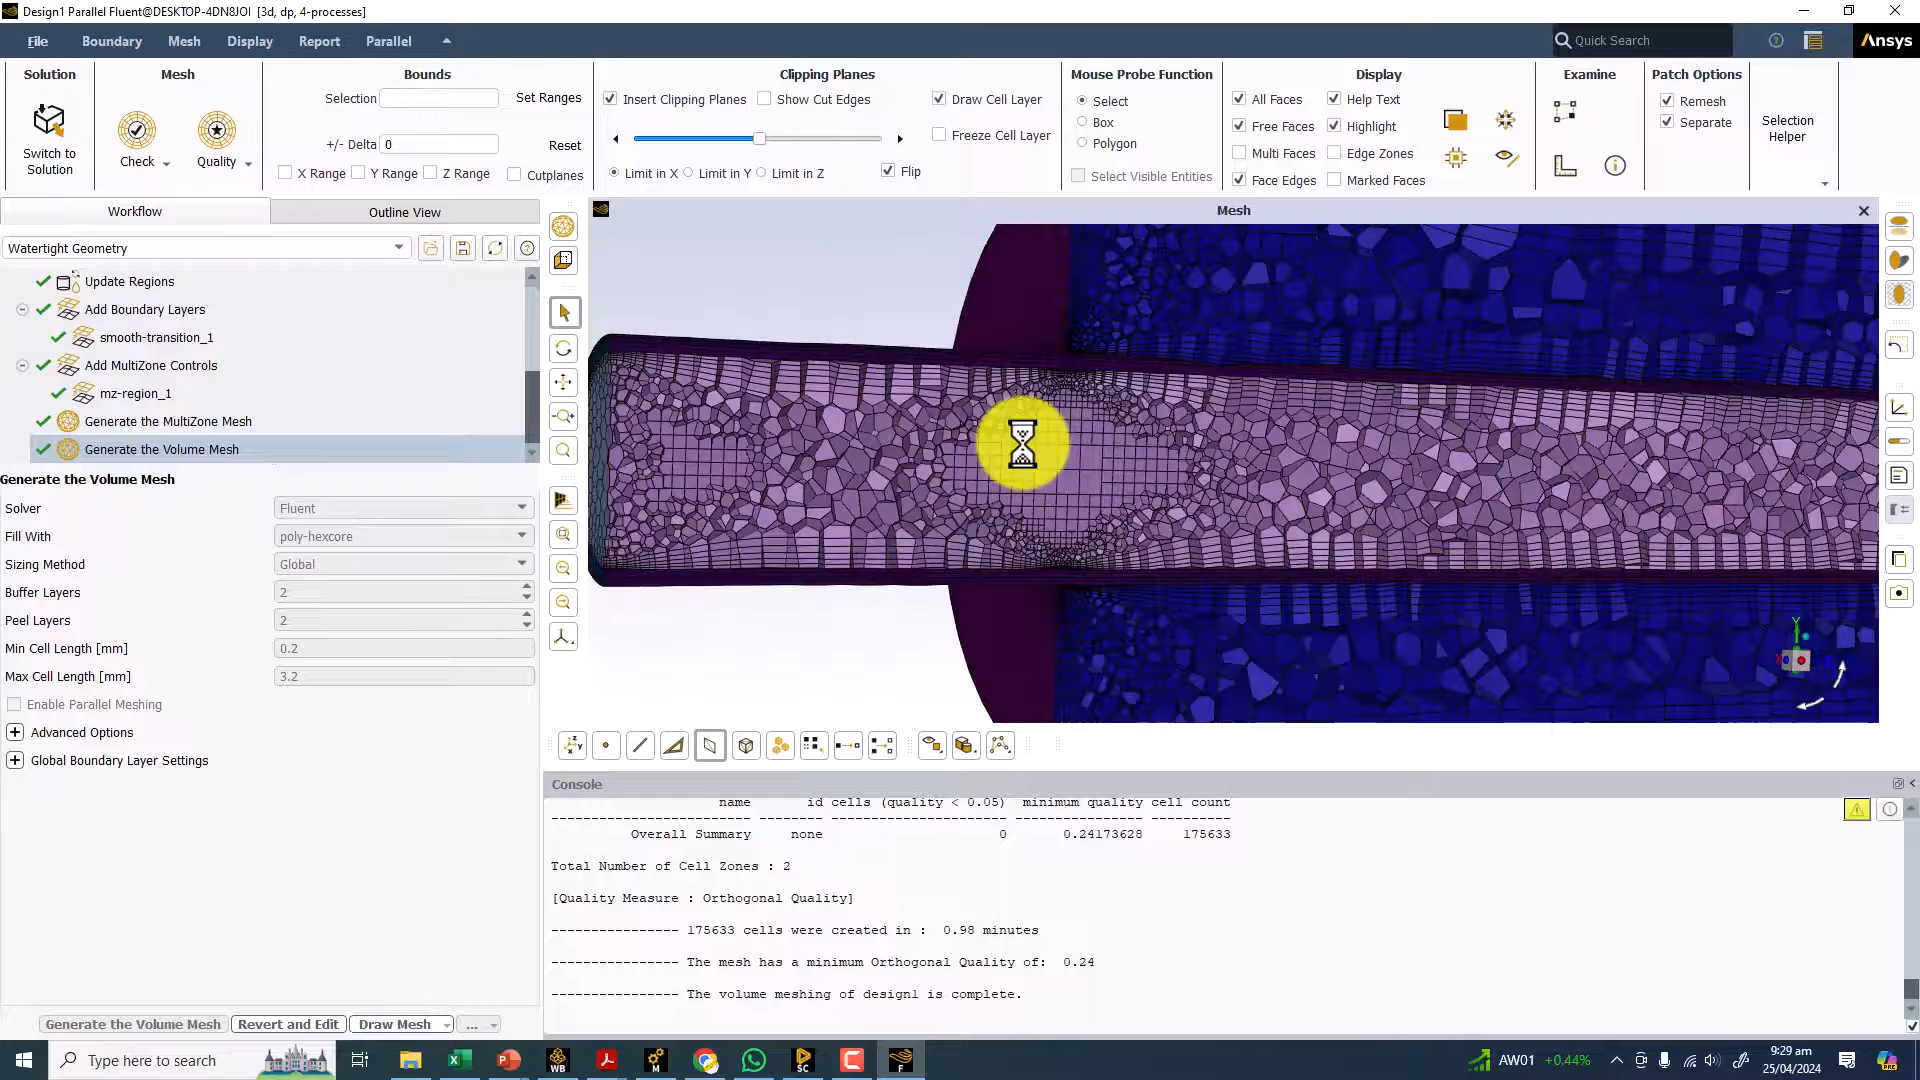 Design1 Parallel Fluent@DESKTOP-4DN8JOI [3d, dp, 4-processes]
File Boundary Mesh Display Report Parallel
Quick Search
Ansys
Solution Mesh Bounds Clipping Planes Mouse Probe Function Display Examine Patch Options
Switch to Solution
Check
Quality
Selection Set Ranges
+/- Delta 0 Reset
X Range Y Range Z Range Cutplanes
Insert Clipping Planes Show Cut Edges Draw Cell Layer
Freeze Cell Layer
Limit in X Limit in Y Limit in Z Flip
Select
Box
Polygon
Select Visible Entities
All Faces Help Text
Free Faces Highlight
Multi Faces Edge Zones
Face Edges Marked Faces
Remesh
Separate
Selection Helper
Workflow Outline View
Mesh
Watertight Geometry
Update Regions
Add Boundary Layers
smooth-transition_1
Add MultiZone Controls
mz-region_1
Generate the MultiZone Mesh
Generate the Volume Mesh
Generate the Volume Mesh
Solver Fluent
Fill With poly-hexcore
Sizing Method Global
Buffer Layers 2
Peel Layers 2
Min Cell Length [mm] 0.2
Max Cell Length [mm] 3.2
Enable Parallel Meshing
Advanced Options
Global Boundary Layer Settings
Y
Console
name id cells (quality < 0.05) minimum quality cell count
Overall Summary none 0 0.24173628 175633
Total Number of Cell Zones : 2
[Quality Measure : Orthogonal Quality]
---------------- 175633 cells were created in : 0.98 minutes
---------------- The mesh has a minimum Orthogonal Quality of: 0.24
---------------- The volume meshing of design1 is complete.
Generate the Volume Mesh Revert and Edit Draw Mesh ...
Type here to search
WB
M
SC
F
AW01 +0.44%
9:29 am
25/04/2024